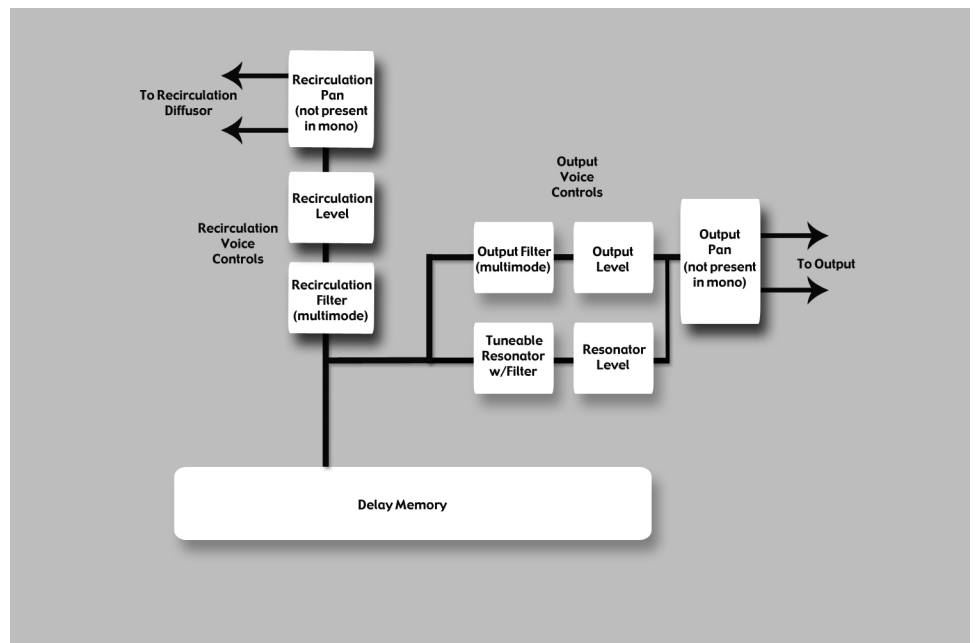 Recirculation
Pan
(not present
in mono)
To Recirculation
Diffusor
Recirculation
Level
Recirculation
Voice
Controls
Recirculation
Filter
(multimode)
Output
Voice
Controls
Output Filter
(multimode)
Output
Level
Output
Pan
(not present
in mono)
To Output
Tuneable
Resonator
w/Filter
Resonator
Level
Delay Memory